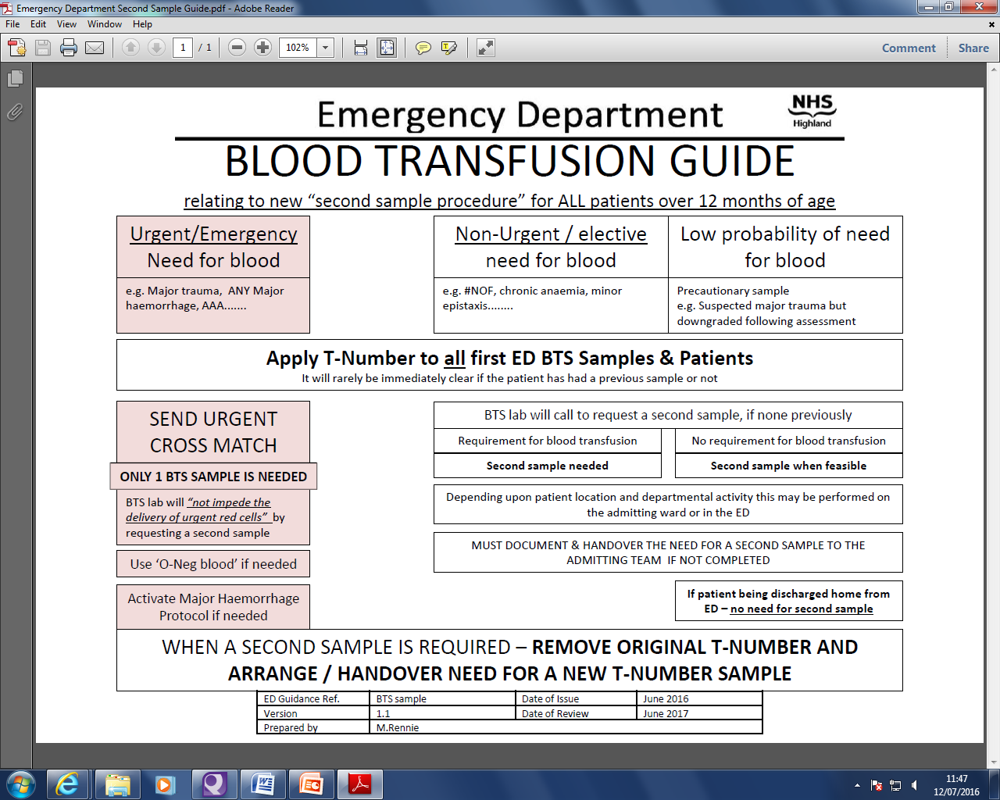 Emergency Department Second Sample Guide.pdf - Adobe Reader
File Edit View Window Help
1 / 1 102% Comment Share
Emergency Department
NHS
Highland
BLOOD TRANSFUSION GUIDE
relating to new “second sample procedure” for ALL patients over 12 months of age
Urgent/Emergency
Need for blood
e.g. Major trauma, ANY Major
haemorrhage, AAA.......
Non-Urgent / elective
need for blood
e.g. #NOF, chronic anaemia, minor
epistaxis........
Low probability of need
for blood
Precautionary sample
e.g. Suspected major trauma but
downgraded following assessment
Apply T-Number to all first ED BTS Samples & Patients
It will rarely be immediately clear if the patient has had a previous sample or not
SEND URGENT
CROSS MATCH
ONLY 1 BTS SAMPLE IS NEEDED
BTS lab will “not impede the
delivery of urgent red cells” by
requesting a second sample
Use ‘O-Neg blood’ if needed
Activate Major Haemorrhage
Protocol if needed
BTS lab will call to request a second sample, if none previously
Requirement for blood transfusion
Second sample needed
No requirement for blood transfusion
Second sample when feasible
Depending upon patient location and departmental activity this may be performed on
the admitting ward or in the ED
MUST DOCUMENT & HANDOVER THE NEED FOR A SECOND SAMPLE TO THE
ADMITTING TEAM IF NOT COMPLETED
If patient being discharged home from
ED – no need for second sample
WHEN A SECOND SAMPLE IS REQUIRED – REMOVE ORIGINAL T-NUMBER AND
ARRANGE / HANDOVER NEED FOR A NEW T-NUMBER SAMPLE
ED Guidance Ref. BTS sample Date of Issue June 2016
Version 1.1 Date of Review June 2017
Prepared by M.Rennie
11:47
12/07/2016